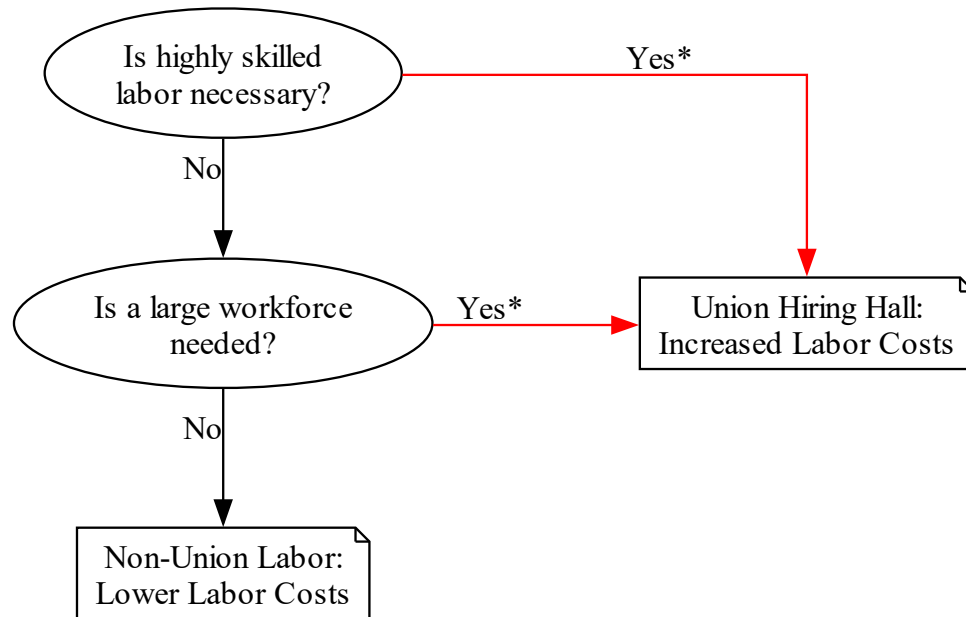 Is highly skilled
labor necessary?
Yes*
No
Is a large workforce
needed?
Yes*
Union Hiring Hall:
Increased Labor Costs
No
Non-Union Labor:
Lower Labor Costs